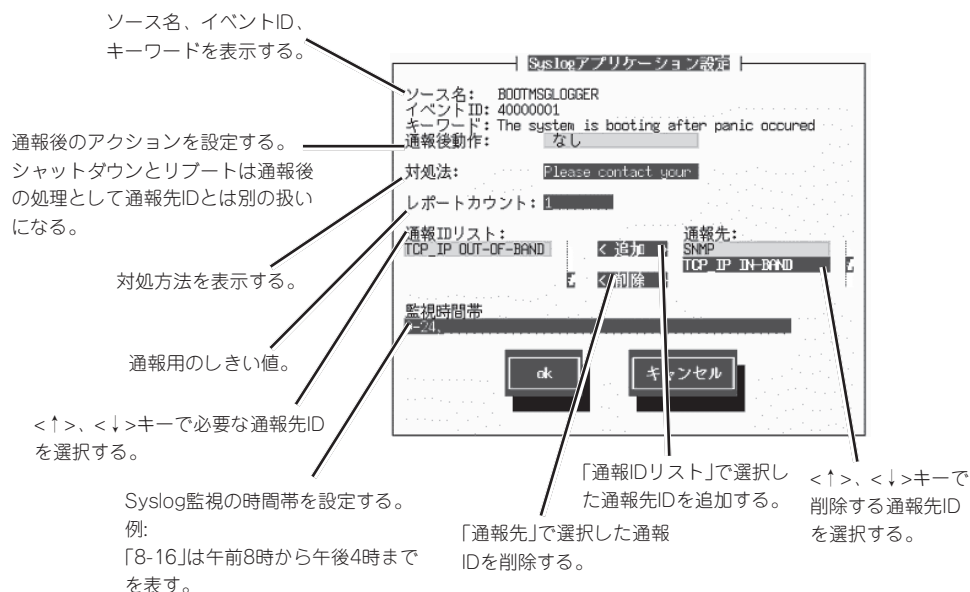 ソース名、イベントID、
キーワードを表示する。
通報後のアクションを設定する。
シャットダウンとリブートは通報後
の処理として通報先IDとは別の扱い
になる。
対処方法を表示する。
通報用のしきい値。
<↑>、<↓>キーで必要な通報先ID
を選択する。
Syslog監視の時間帯を設定する。
例:
「8-16」は午前8時から午後4時まで
を表す。
Syslogアプリケーション設定
ソース名: BOOTMSGLOGGER
イベントID: 40000001
キーワード: The system is booting after panic occured
通報後動作: なし
対処法: Please contact your
レポートカウント: 1
通報IDリスト: 通報先:
TCP_IP OUT-OF-BAND < 追加 SNMP
TCP_IP IN-BAND
<削除
監視時間帯
0-24,
ok キャンセル
「通報IDリスト」で選択し
た通報先IDを追加する。
「通報先」で選択した通報
IDを削除する。
<↑>、<↓>キーで
削除する通報先ID
を選択する。